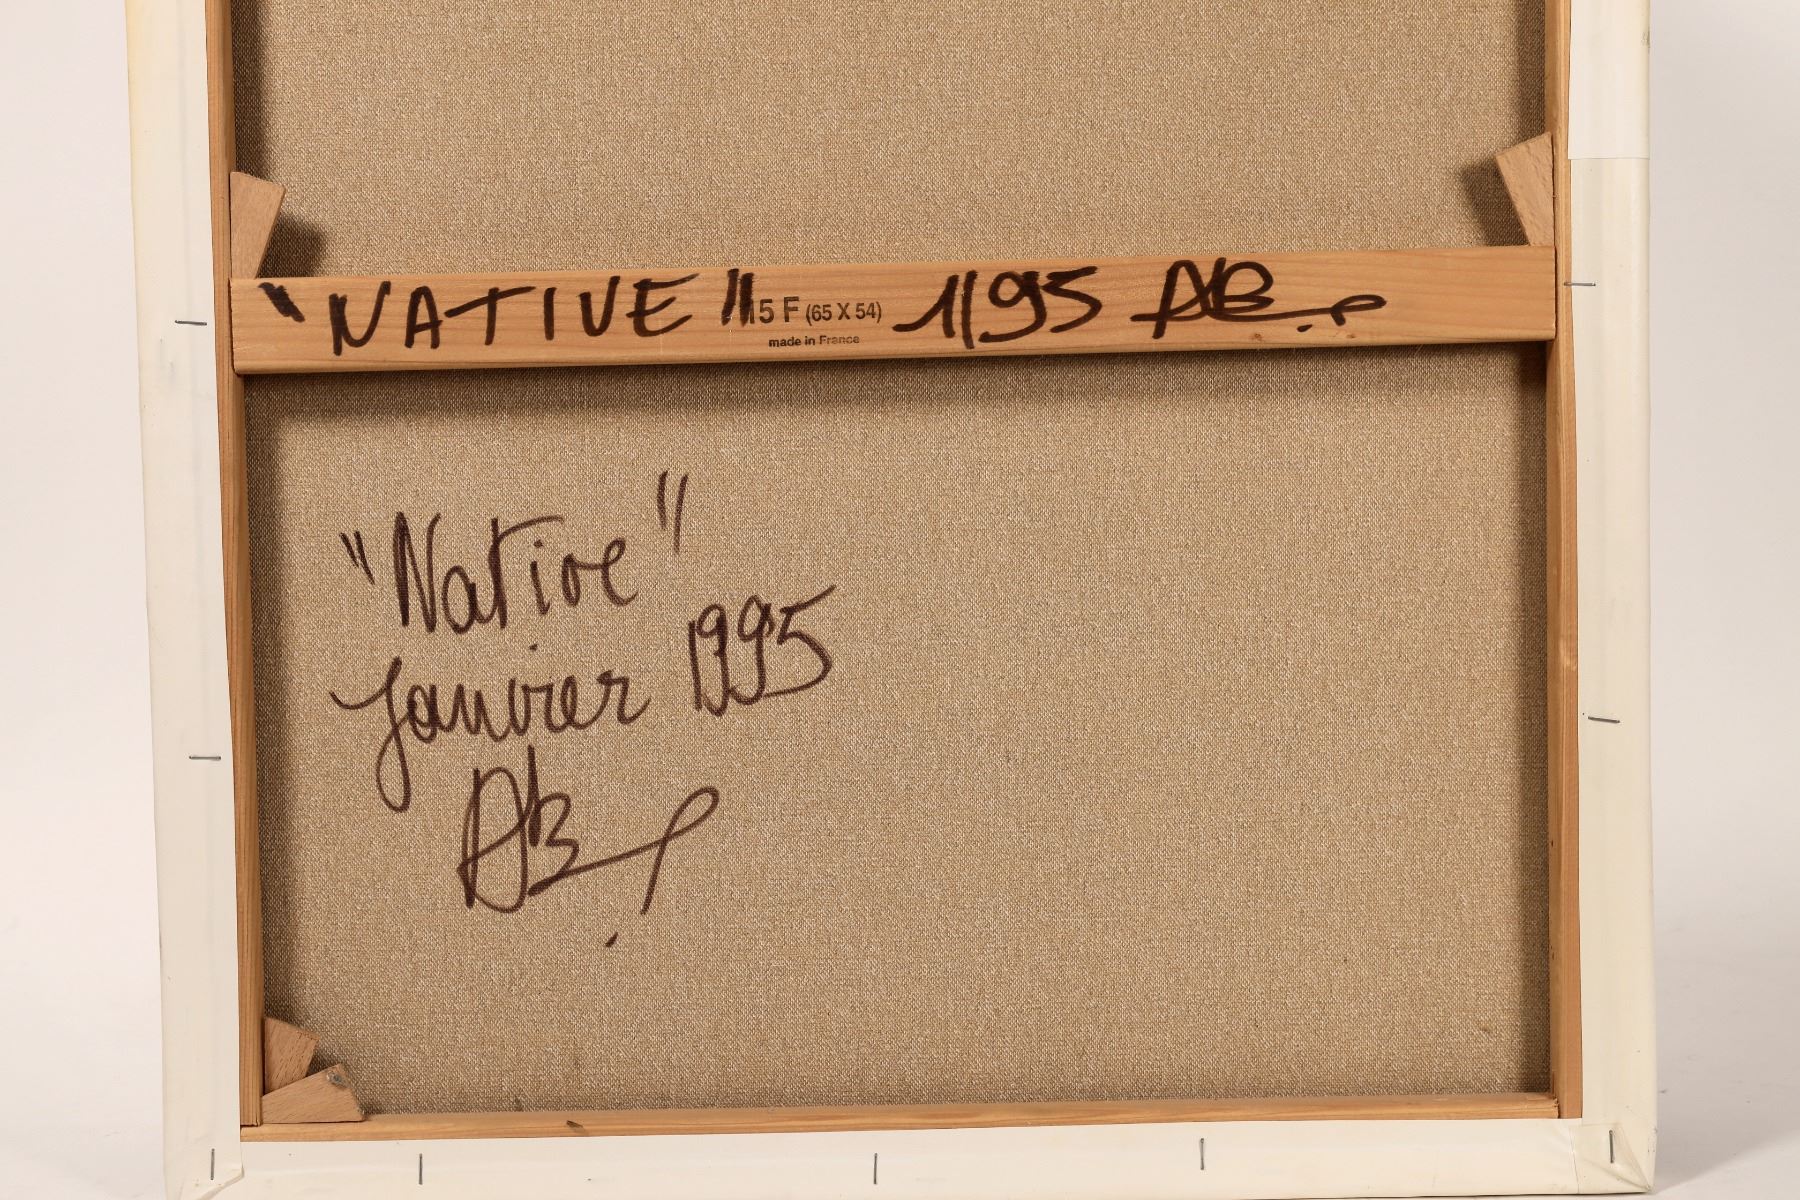 "NATIVE" 15 F (65 X 54) 1/95 AB
made in France
"Native"
Janvier 1995
AB